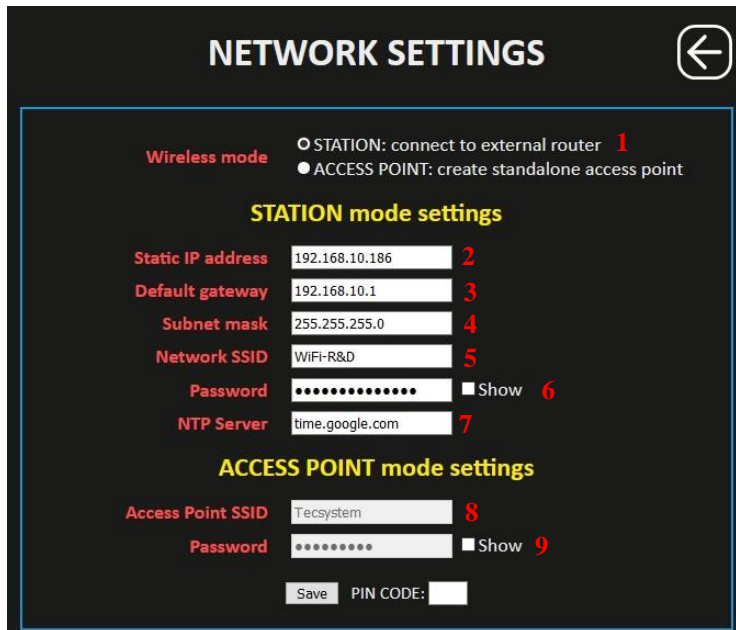 NETWORK SETTINGS
Wireless mode
STATION: connect to external router 1
ACCESS POINT: create standalone access point
STATION mode settings
Static IP address 192.168.10.186 2
Default gateway 192.168.10.1 3
Subnet mask 255.255.255.0 4
Network SSID WiFi-R&D 5
Password •••••••••••••• Show 6
NTP Server time.google.com 7
ACCESS POINT mode settings
Access Point SSID Tecsystem 8
Password ••••••••• Show 9
Save PIN CODE: